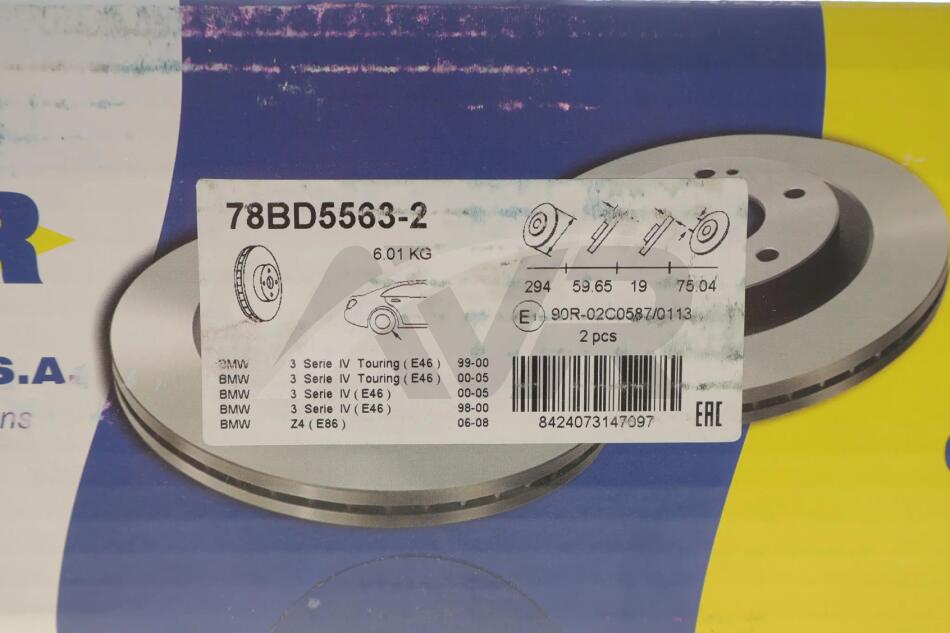 78BD5563-2
6.01 KG
294 59.65 19 75.04
E1 90R-02C0587/0113
2 pcs
BMW 3 Serie IV Touring (E46) 99-00
BMW 3 Serie IV Touring (E46) 00-05
BMW 3 Serie IV (E46) 00-05
BMW 3 Serie IV (E46) 98-00
BMW Z4 (E86) 06-08
8424073147097
EAC
R
S.A.
ns
AVP